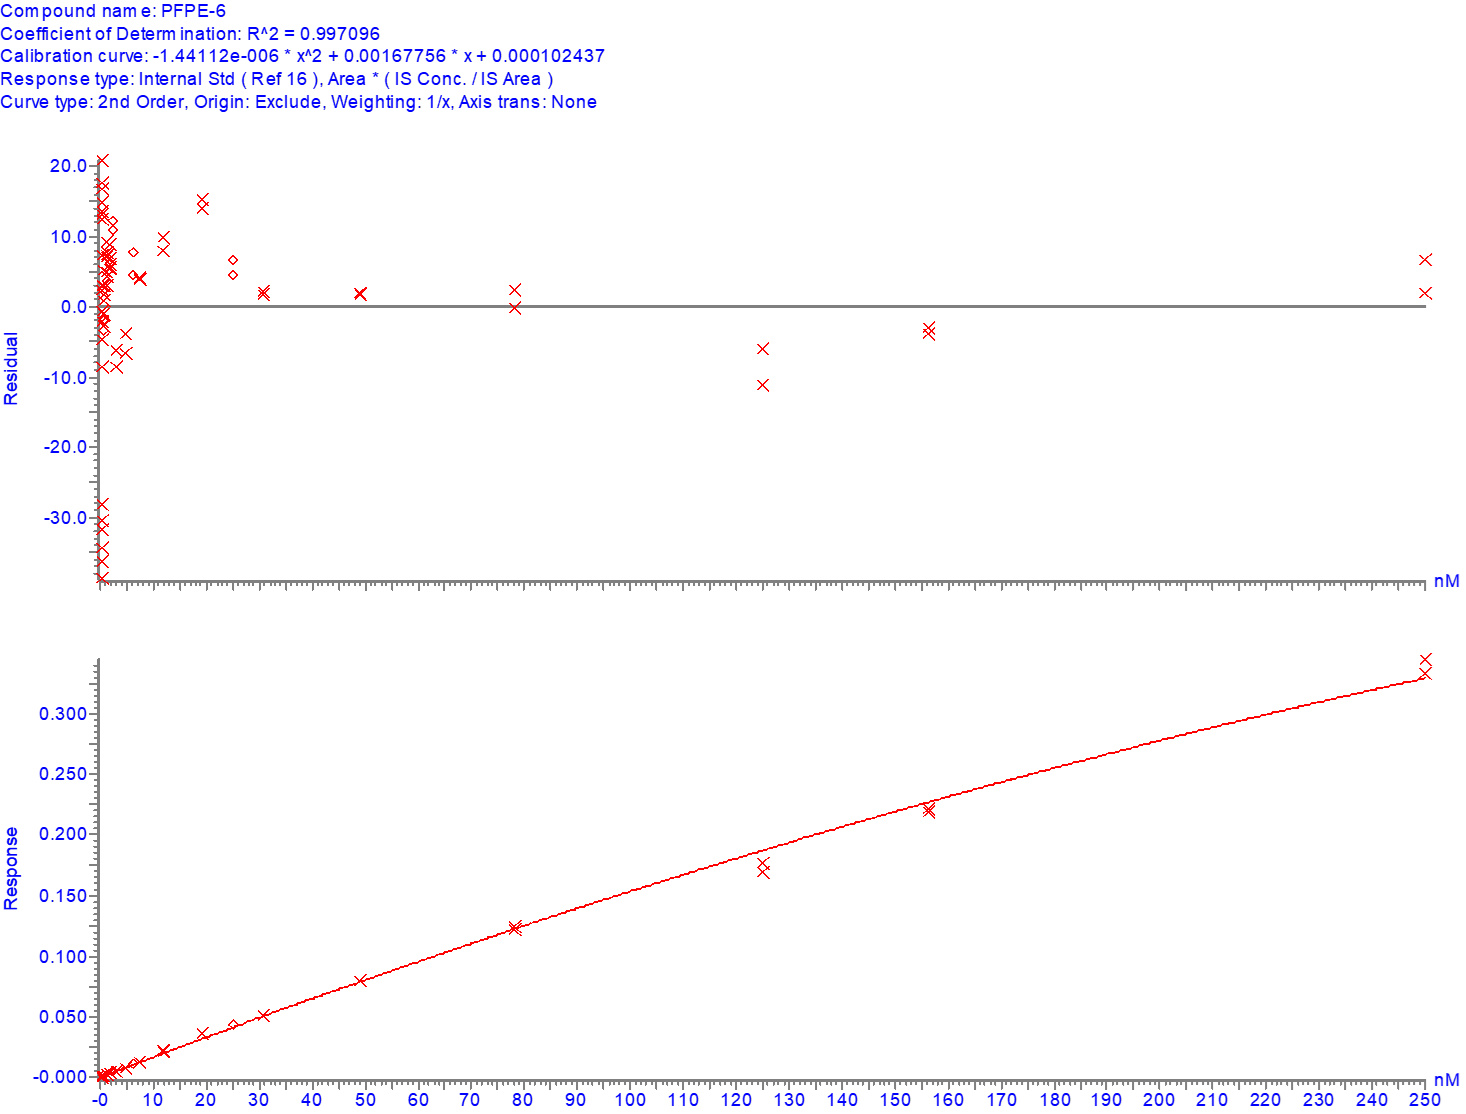 Compound name: PFPE-6
Coefficient of Determination: R^2 = 0.997096
Calibration curve: -1.44112e-006 * x^2 + 0.00167756 * x + 0.000102437
Response type: Internal Std ( Ref 16 ), Area * ( IS Conc. / IS Area )
Curve type: 2nd Order, Origin: Exclude, Weighting: 1/x, Axis trans: None
20.0
10.0
0.0
-10.0
-20.0
-30.0
Residual
nM
0.300
0.250
0.200
0.150
0.100
0.050
-0.000
Response
nM
-0 10 20 30 40 50 60 70 80 90 100 110 120 130 140 150 160 170 180 190 200 210 220 230 240 250